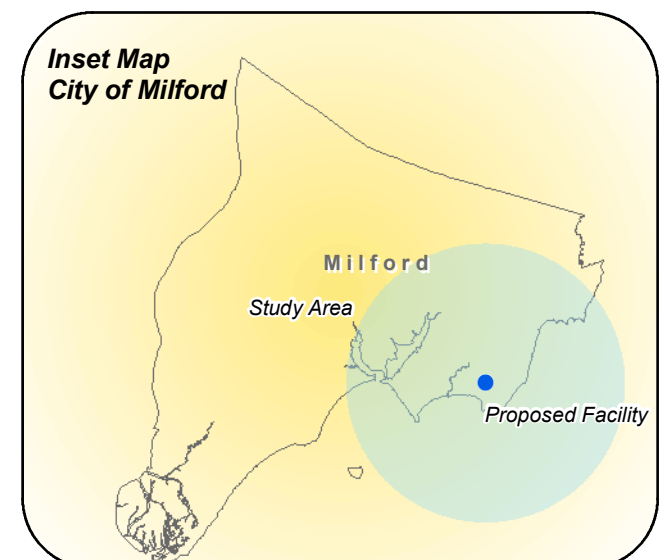 Inset Map
City of Milford
Milford
Study Area
Proposed Facility